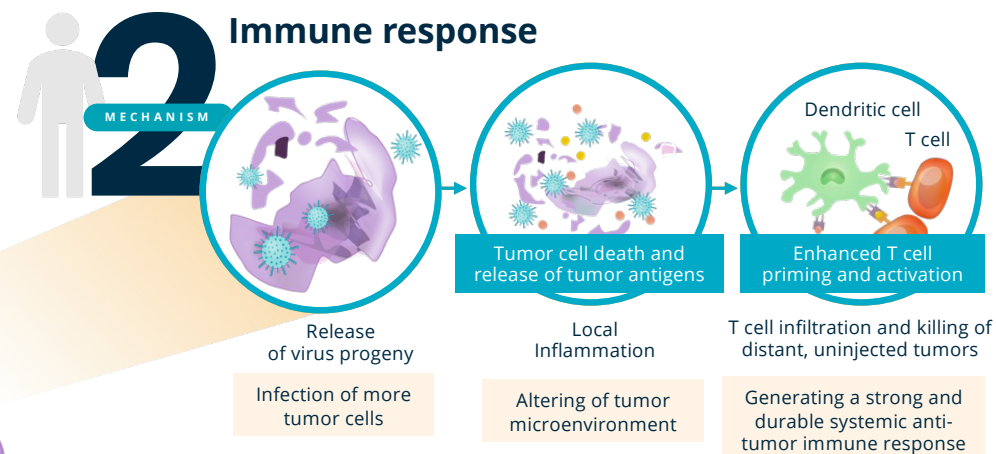 Immune response
2
MECHANISM
Dendritic cell
T cell
Tumor cell death and
release of tumor antigens
Enhanced T cell
priming and activation
Release
of virus progeny
Local
Inflammation
T cell infiltration and killing of
distant, uninjected tumors
Infection of more
tumor cells
Altering of tumor
microenvironment
Generating a strong and
durable systemic anti-
tumor immune response